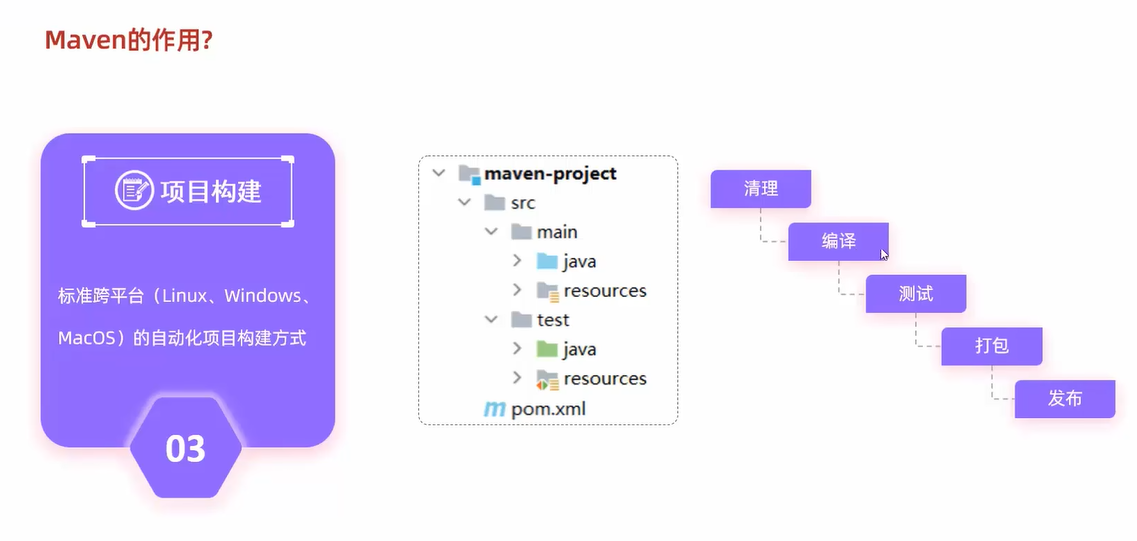 Maven的作用?
项目构建
标准跨平台（Linux、Windows、
MacOS）的自动化项目构建方式
03
maven-project
src
main
java
resources
test
java
resources
m pom.xml
清理
编译
测试
打包
发布